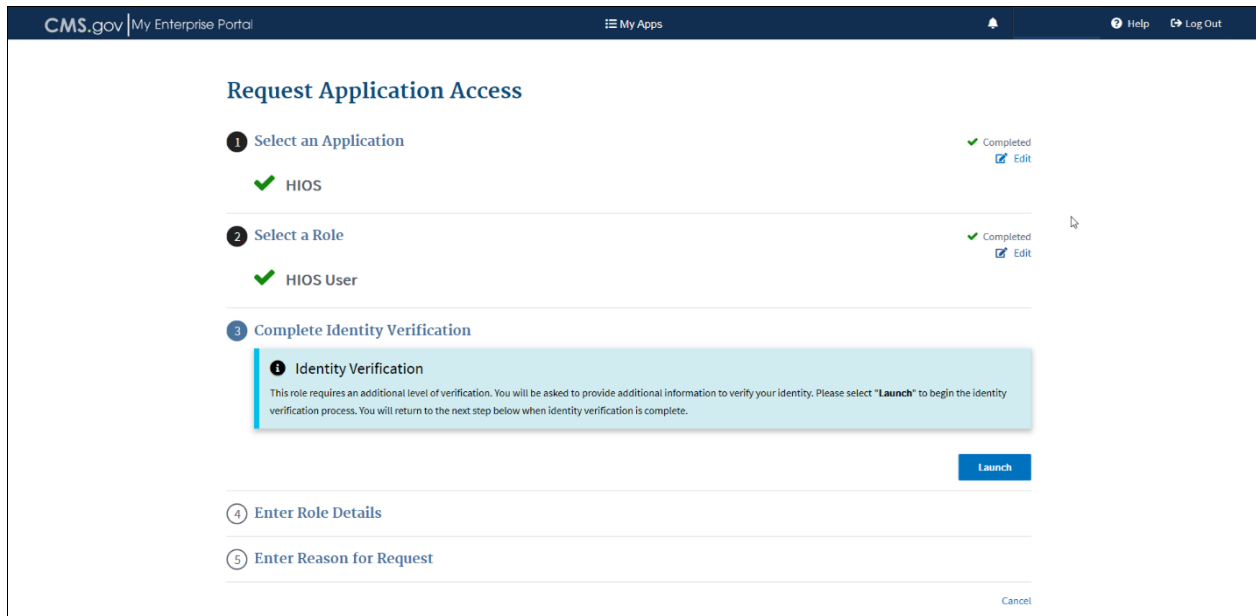 CMS.gov My Enterprise Portal
My Apps
Help
Log Out
Request Application Access
1 Select an Application
Completed
Edit
HIOS
2 Select a Role
Completed
Edit
HIOS User
3 Complete Identity Verification
Identity Verification
This role requires an additional level of verification. You will be asked to provide additional information to verify your identity. Please select "Launch" to begin the identity
verification process. You will return to the next step below when identity verification is complete.
Launch
4 Enter Role Details
5 Enter Reason for Request
Cancel